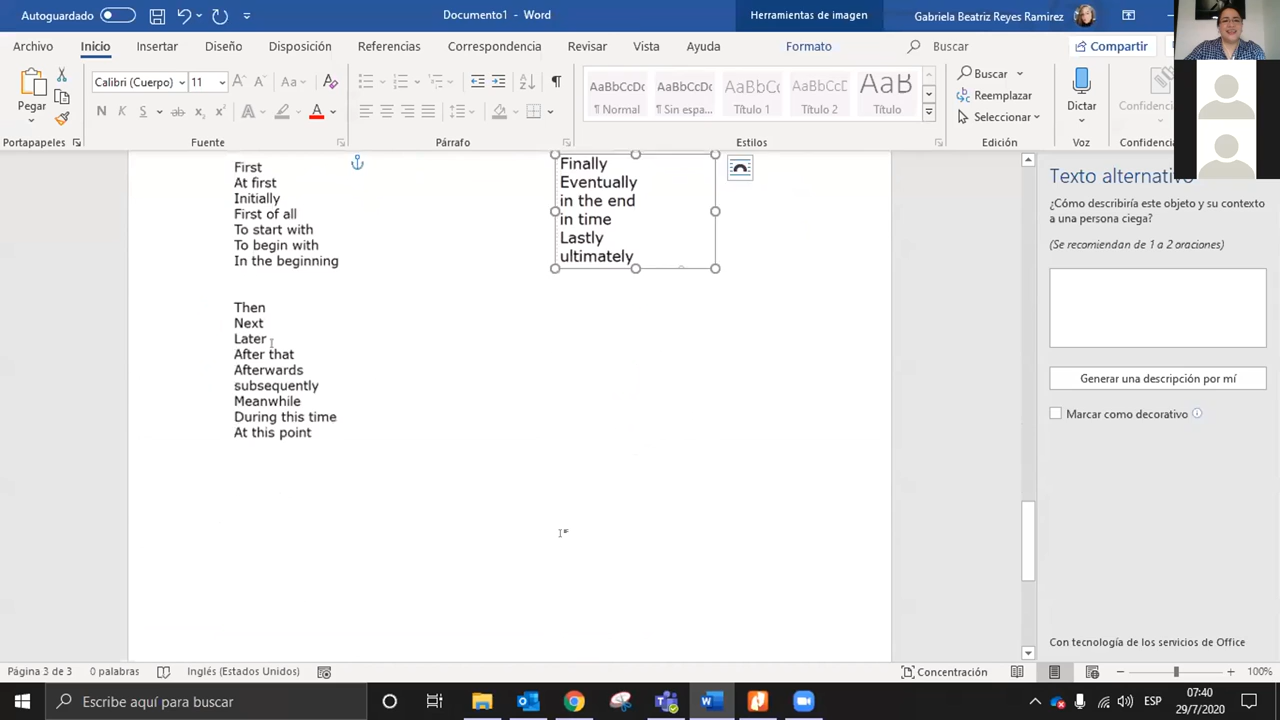 Autoguardado
Documento1 - Word
Herramientas de imagen
Gabriela Beatriz Reyes Ramirez
Archivo Inicio Insertar Diseño Disposición Referencias Correspondencia Revisar Vista Ayuda Formato Buscar Compartir
Pegar
Calibri (Cuerpo) 11
N K S ab x₂ x²
AaBbCcDc AaBbCcDc AaBbCc AaBbCcC AaB
¶ Normal ¶ Sin espa... Título 1 Título 2 Título
Buscar
Reemplazar
Seleccionar
Dictar
Confidenc
Portapapeles Fuente Párrafo Estilos Edición Voz Confidenc
First
At first
Initially
First of all
To start with
To begin with
In the beginning
Then
Next
Later
After that
Afterwards
subsequently
Meanwhile
During this time
At this point
Finally
Eventually
in the end
in time
Lastly
ultimately
Texto alternativo
¿Cómo describiría este objeto y su contexto
a una persona ciega?
(Se recomiendan de 1 a 2 oraciones)
Generar una descripción por mí
Marcar como decorativo
Con tecnología de los servicios de Office
Página 3 de 3 0 palabras Inglés (Estados Unidos) Concentración 100%
Escribe aquí para buscar
ESP
07:40
29/7/2020